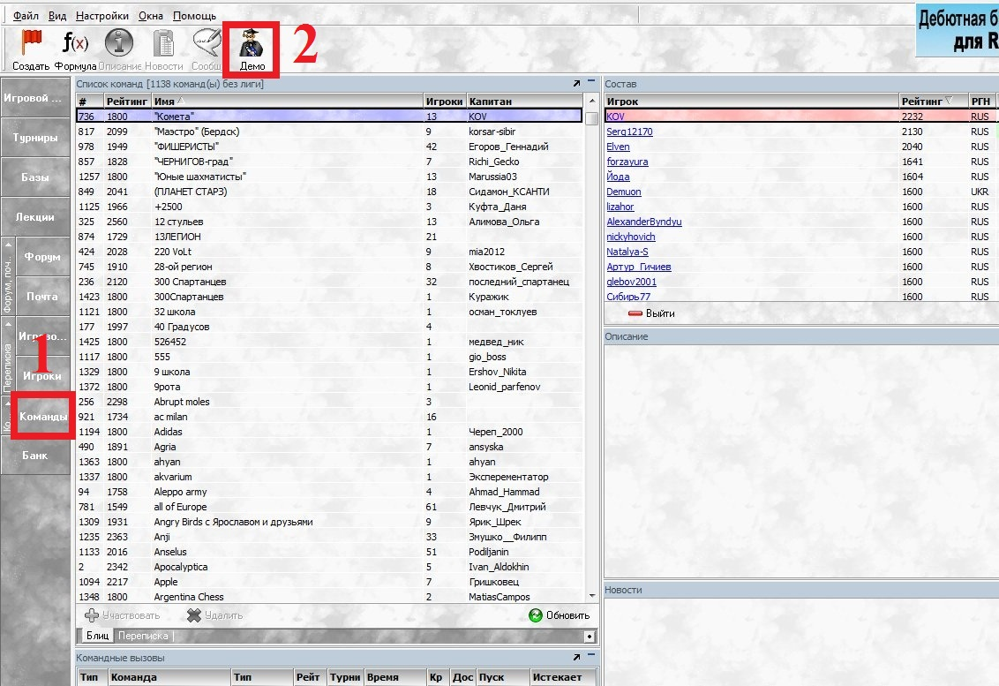 Файл Вид Настройки Окна Помощь
Дебютная б
для R
Создать Формула Описание Новости Сообщ Демо
2
Игровой ...
Турниры
Базы
Лекции
Форум, поч...
Форум
Почта
Переписка
Игрово...
1
Игроки
Ко...
Команды
Банк
Список команд [1138 команд(ы) без лиги]
# Рейтинг Имя Игроки Капитан
736 1800 "Комета" 13 KOV
817 2099 "Маэстро" (Бердск) 9 korsar-sibir
978 1949 "ФИШЕРИСТЫ" 42 Егоров_Геннадий
857 1828 "ЧЕРНИГОВ-град" 7 Richi_Gecko
1257 1800 "Юные шахматисты" 13 Marussia03
849 2041 (ПЛАНЕТ СТАРЗ) 18 Сидамон_КСАНТИ
1125 1966 +2500 3 Куфта_Даня
325 2560 12 стульев 13 Алимова_Ольга
874 1729 13ЛЕГИОН 21
424 2028 220 VoLt 9 mia2012
745 1910 28-ой регион 8 Хвостиков_Сергей
236 2120 300 Спартанцев 32 последний_спартанец
1423 1800 300Спартанцев 1 Куражик
1121 1800 32 школа 1 осман_токлуев
177 1997 40 Градусов 4
1425 1800 526452 1 медвед_ник
1117 1800 555 1 gio_boss
1329 1800 9 школа 1 Ershov_Nikita
1372 1800 9рота 1 Leonid_parfenov
256 2298 Abrupt moles 3
921 1734 ac milan 16
1194 1800 Adidas 1 Череп_2000
490 1891 Agria 7 ansyska
1363 1800 ahyan 1 ahyan
1337 1800 akvarium 1 Эксперементатор
94 1758 Aleppo army 4 Ahmad_Hammad
781 1549 all of Europe 61 Левчук_Дмитрий
1309 1931 Angry Birds с Ярославом и друзьями 9 Ярик_Шрек
1235 2363 Anji 33 Змушко__Филипп
1133 2016 Anselus 51 Podiljanin
2 2342 Apocalyptica 5 Ivan_Aldokhin
1094 2217 Apple 7 Гришковец
1348 1800 Argentina Chess 2 MatiasCampos
Участвовать Удалить Обновить
Блиц Переписка
Командные вызовы
Тип Команда Тип Рейт Турни Время Кр Дос Пуск Истекает
Состав
Игрок Рейтинг РГН
KOV 2232 RUS
Serg12170 2130 RUS
Elven 2040 RUS
forzayura 1641 RUS
Йода 1604 RUS
Demuon 1600 UKR
lizahor 1600 RUS
AlexanderByndyu 1600 RUS
nickyhovich 1600 RUS
Natalya-S 1600 RUS
Артур_Гичиев 1600 RUS
glebov2001 1600 RUS
Сибирь77 1600 RUS
Выйти
Описание
Новости